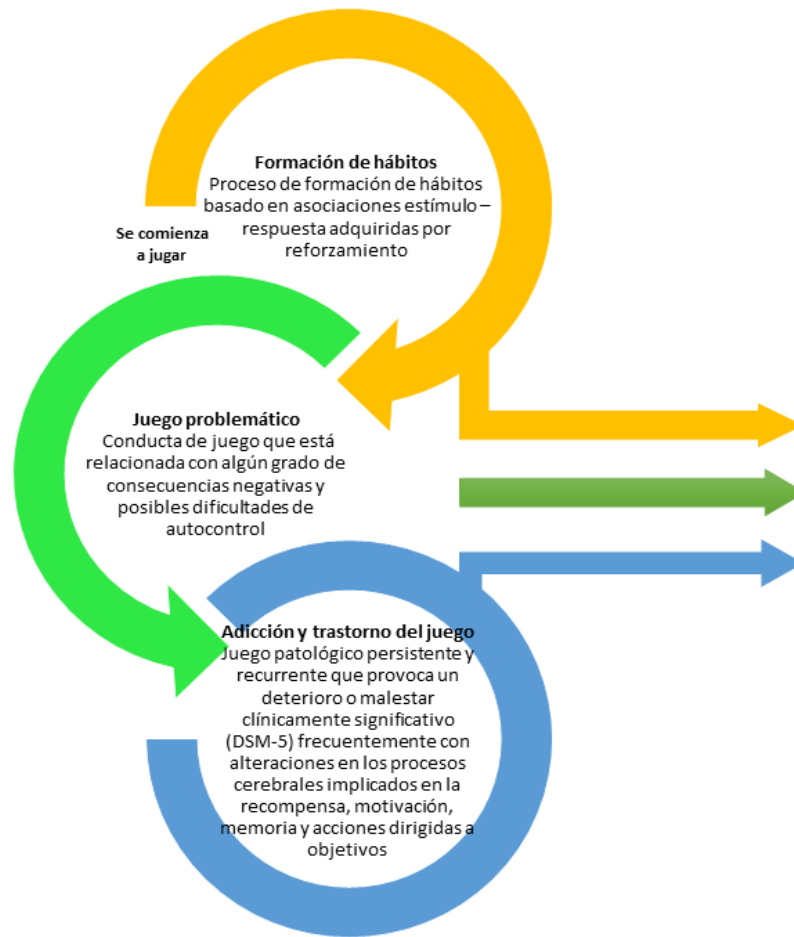 Formación de hábitos
Proceso de formación de hábitos
basado en asociaciones estímulo –
respuesta adquiridas por
reforzamiento
Se comienza
a jugar
Juego problemático
Conducta de juego que está
relacionada con algún grado de
consecuencias negativas y
posibles dificultades de
autocontrol
Adicción y trastorno del juego
Juego patológico persistente y
recurrente que provoca un
deterioro o malestar
clínicamente significativo
(DSM-5) frecuentemente con
alteraciones en los procesos
cerebrales implicados en la
recompensa, motivación,
memoria y acciones dirigidas a
objetivos